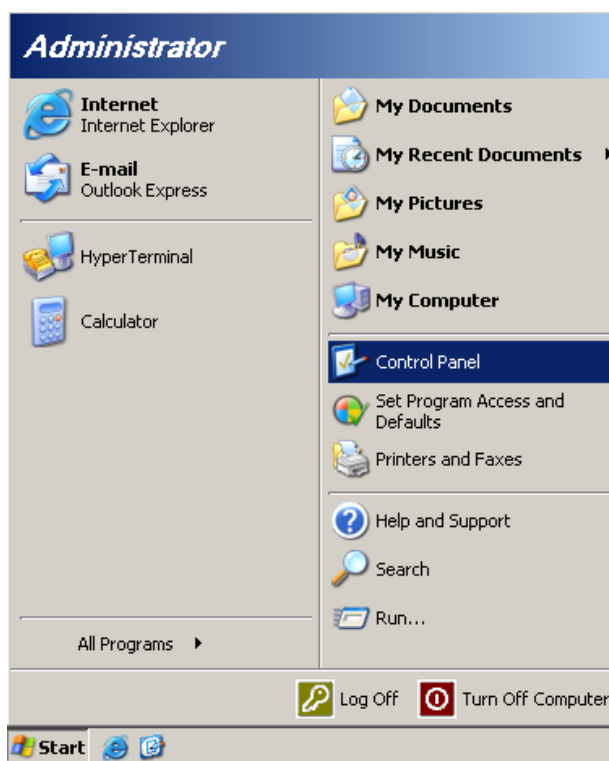 Administrator
Internet
Internet Explorer
E-mail
Outlook Express
HyperTerminal
Calculator
All Programs
My Documents
My Recent Documents
My Pictures
My Music
My Computer
Control Panel
Set Program Access and
Defaults
Printers and Faxes
Help and Support
Search
Run...
Log Off
Turn Off Computer
Start